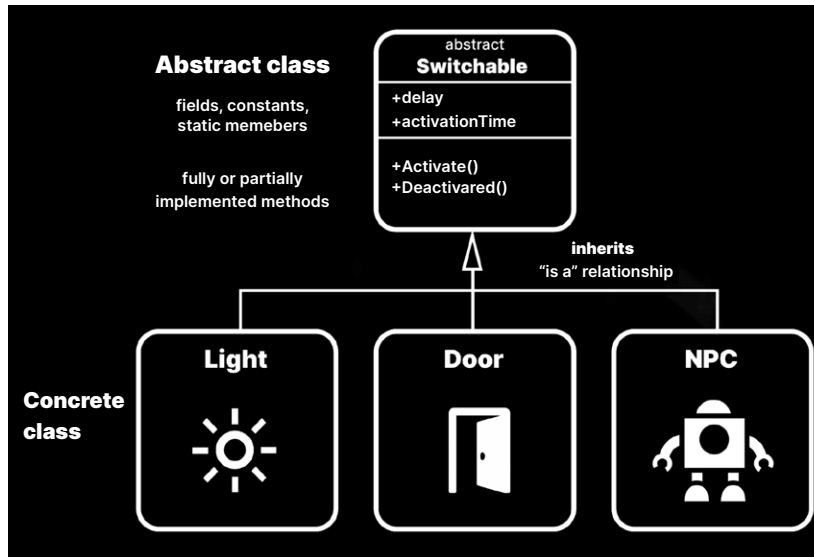 abstract
Switchable
Abstract class
fields, constants,
static memebers
+delay
+activationTime
fully or partially
implemented methods
+Activate()
+Deactivared()
inherits
“is a” relationship
Light
Door
NPC
Concrete
class